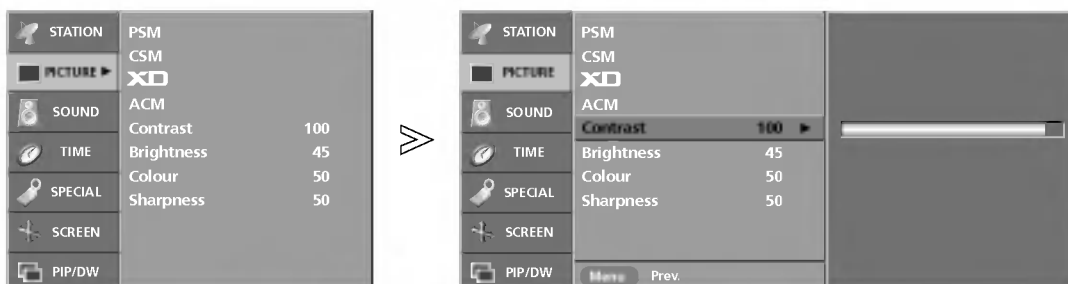 STATION
PICTURE ▶
SOUND
TIME
SPECIAL
SCREEN
PIP/DW
PSM
CSM
XD
ACM
Contrast 100
Brightness 45
Colour 50
Sharpness 50
STATION
PICTURE
SOUND
TIME
SPECIAL
SCREEN
PIP/DW
PSM
CSM
XD
ACM
Contrast 100 ▶
Brightness 45
Colour 50
Sharpness 50
Menu Prev.